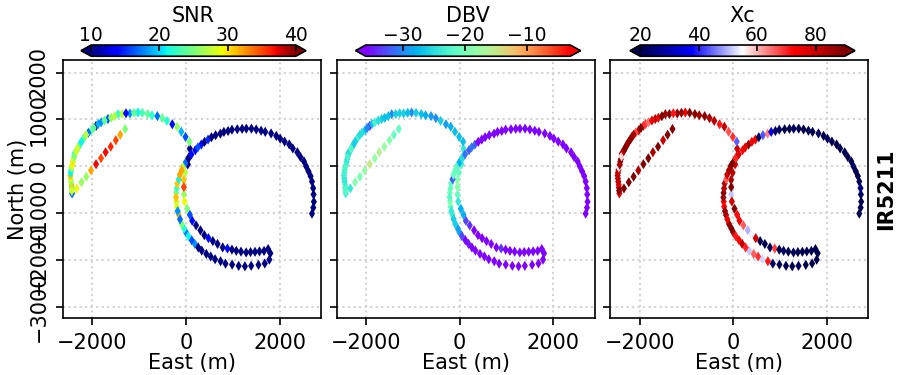 SNR DBV Xc
10 20 30 40 −30 −20 −10 20 40 60 80
North (m)
2000
1000
0
−1000
−2000
−3000
IR5211
−2000 0 2000 −2000 0 2000 −2000 0 2000
East (m) East (m) East (m)